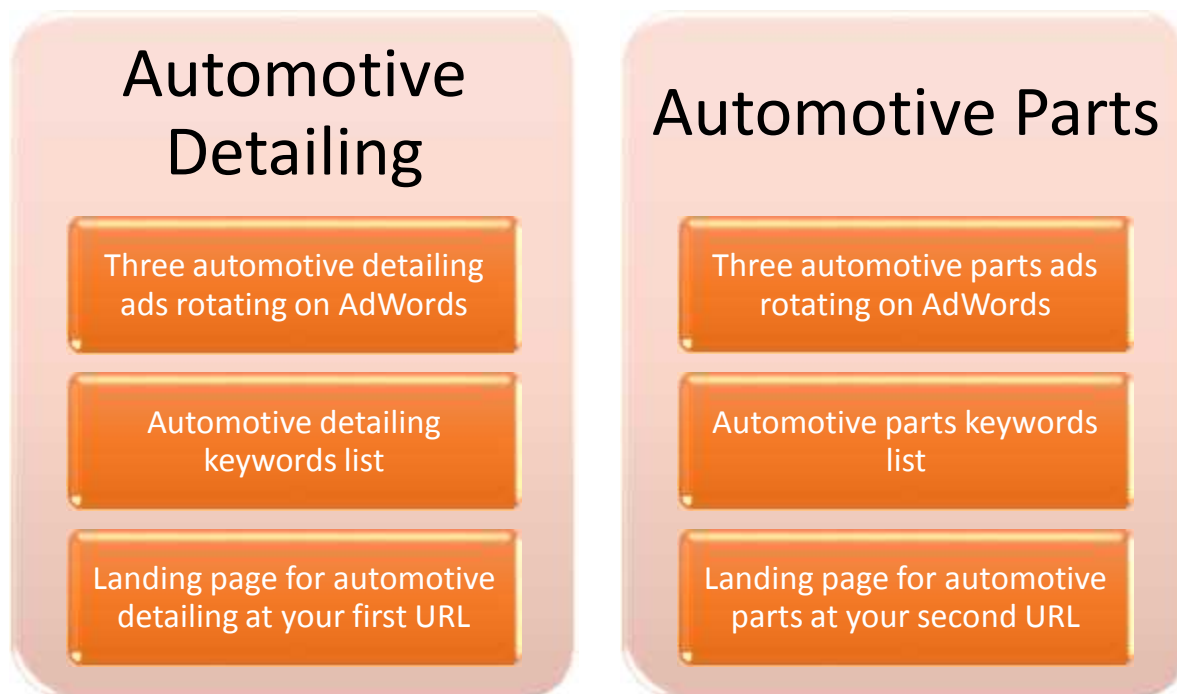 Automotive
Detailing
Three automotive detailing
ads rotating on AdWords
Automotive detailing
keywords list
Landing page for automotive
detailing at your first URL
Automotive Parts
Three automotive parts ads
rotating on AdWords
Automotive parts keywords
list
Landing page for automotive
parts at your second URL